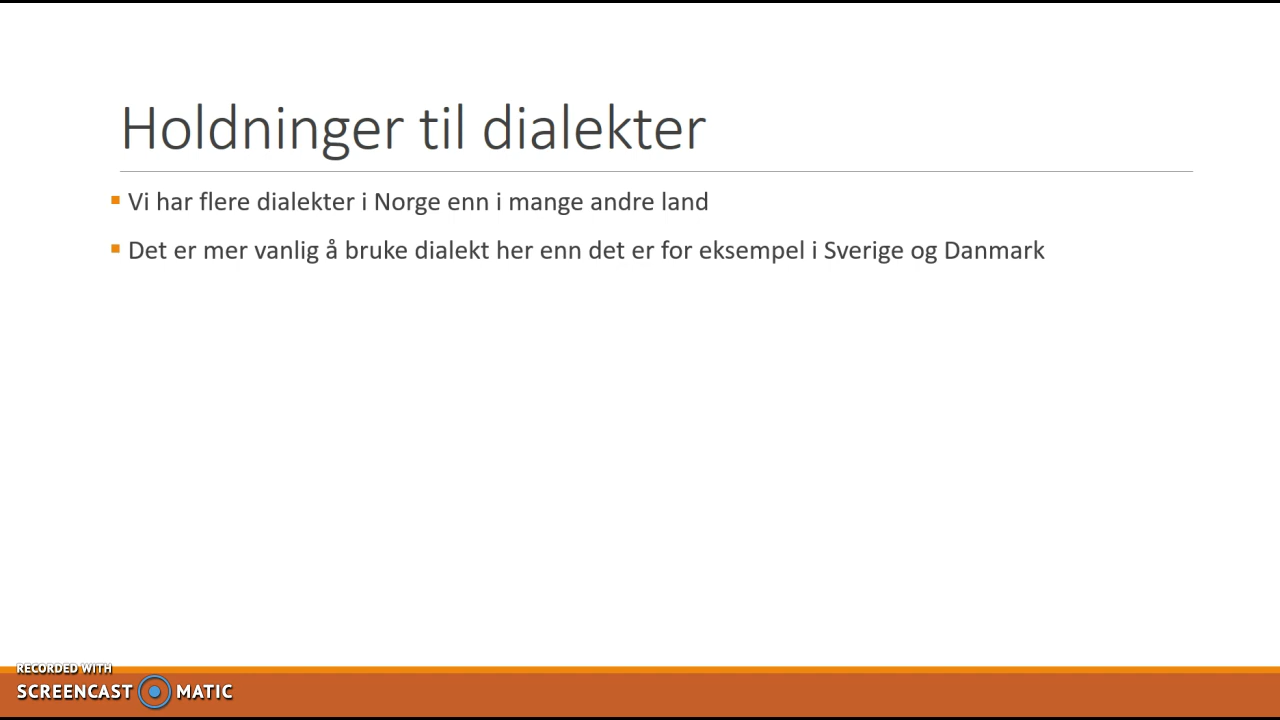 Holdninger til dialekter
Vi har flere dialekter i Norge enn i mange andre land
Det er mer vanlig å bruke dialekt her enn det er for eksempel i Sverige og Danmark
RECORDED WITH
SCREENCAST MATIC